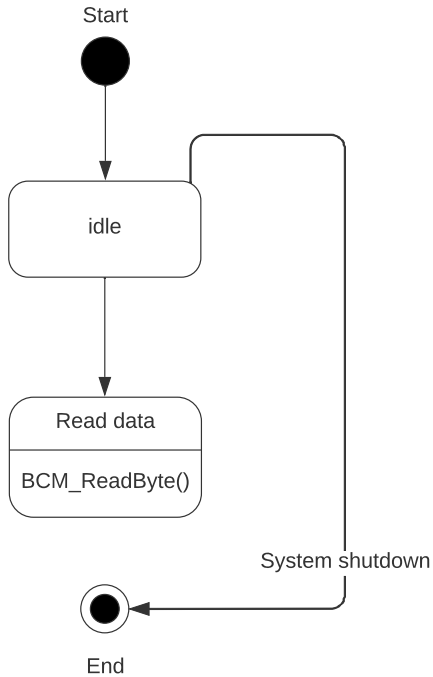 Start
idle
Read data
BCM_ReadByte()
System shutdown
End